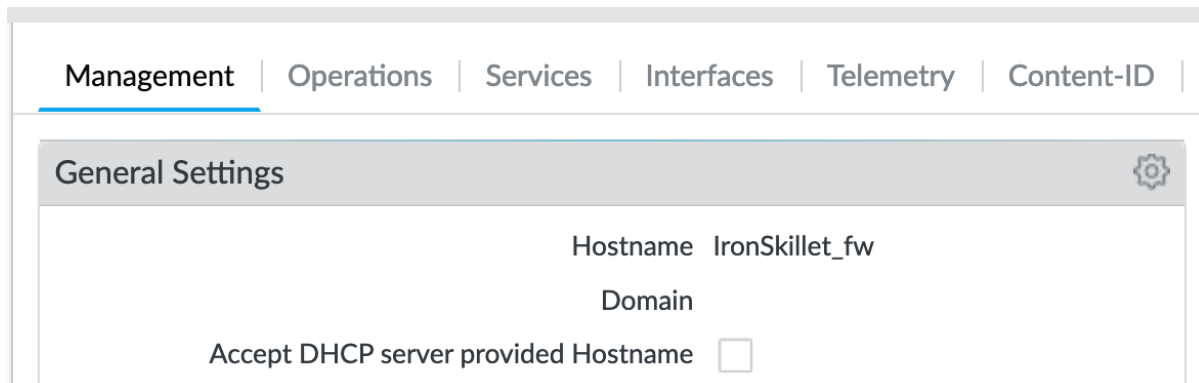 Management Operations Services Interfaces Telemetry Content-ID
General Settings
Hostname IronSkillet_fw
Domain
Accept DHCP server provided Hostname